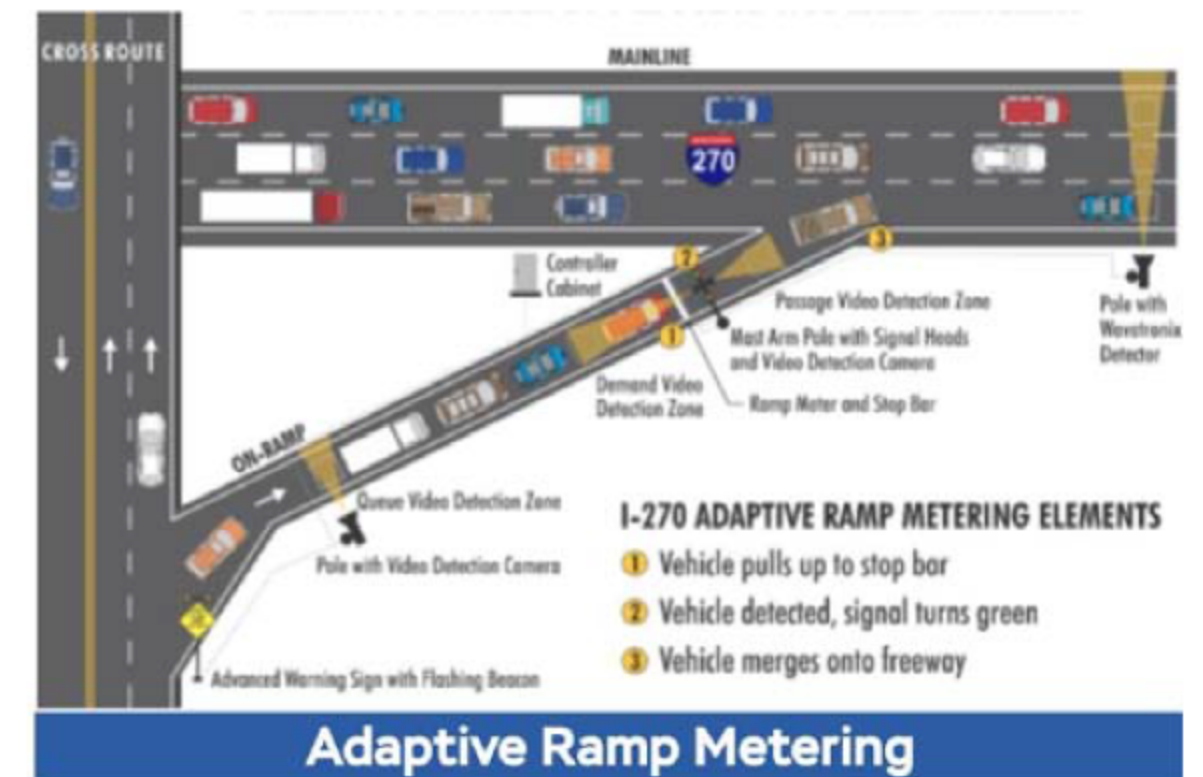 CROSS ROUTE
MAINLINE
270
Controller
Cabinet
2
3
1
Passage Video Detection Zone
Mast Arm Pole with Signal Heads
and Video Detection Camera
Pole with
Wavetronix
Detector
Demand Video
Detection Zone
Ramp Meter and Stop Bar
ON-RAMP
Queue Video Detection Zone
Pole with Video Detection Camera
Advanced Warning Sign with Flashing Beacon
I-270 ADAPTIVE RAMP METERING ELEMENTS
1 Vehicle pulls up to stop bar
2 Vehicle detected, signal turns green
3 Vehicle merges onto freeway
Adaptive Ramp Metering